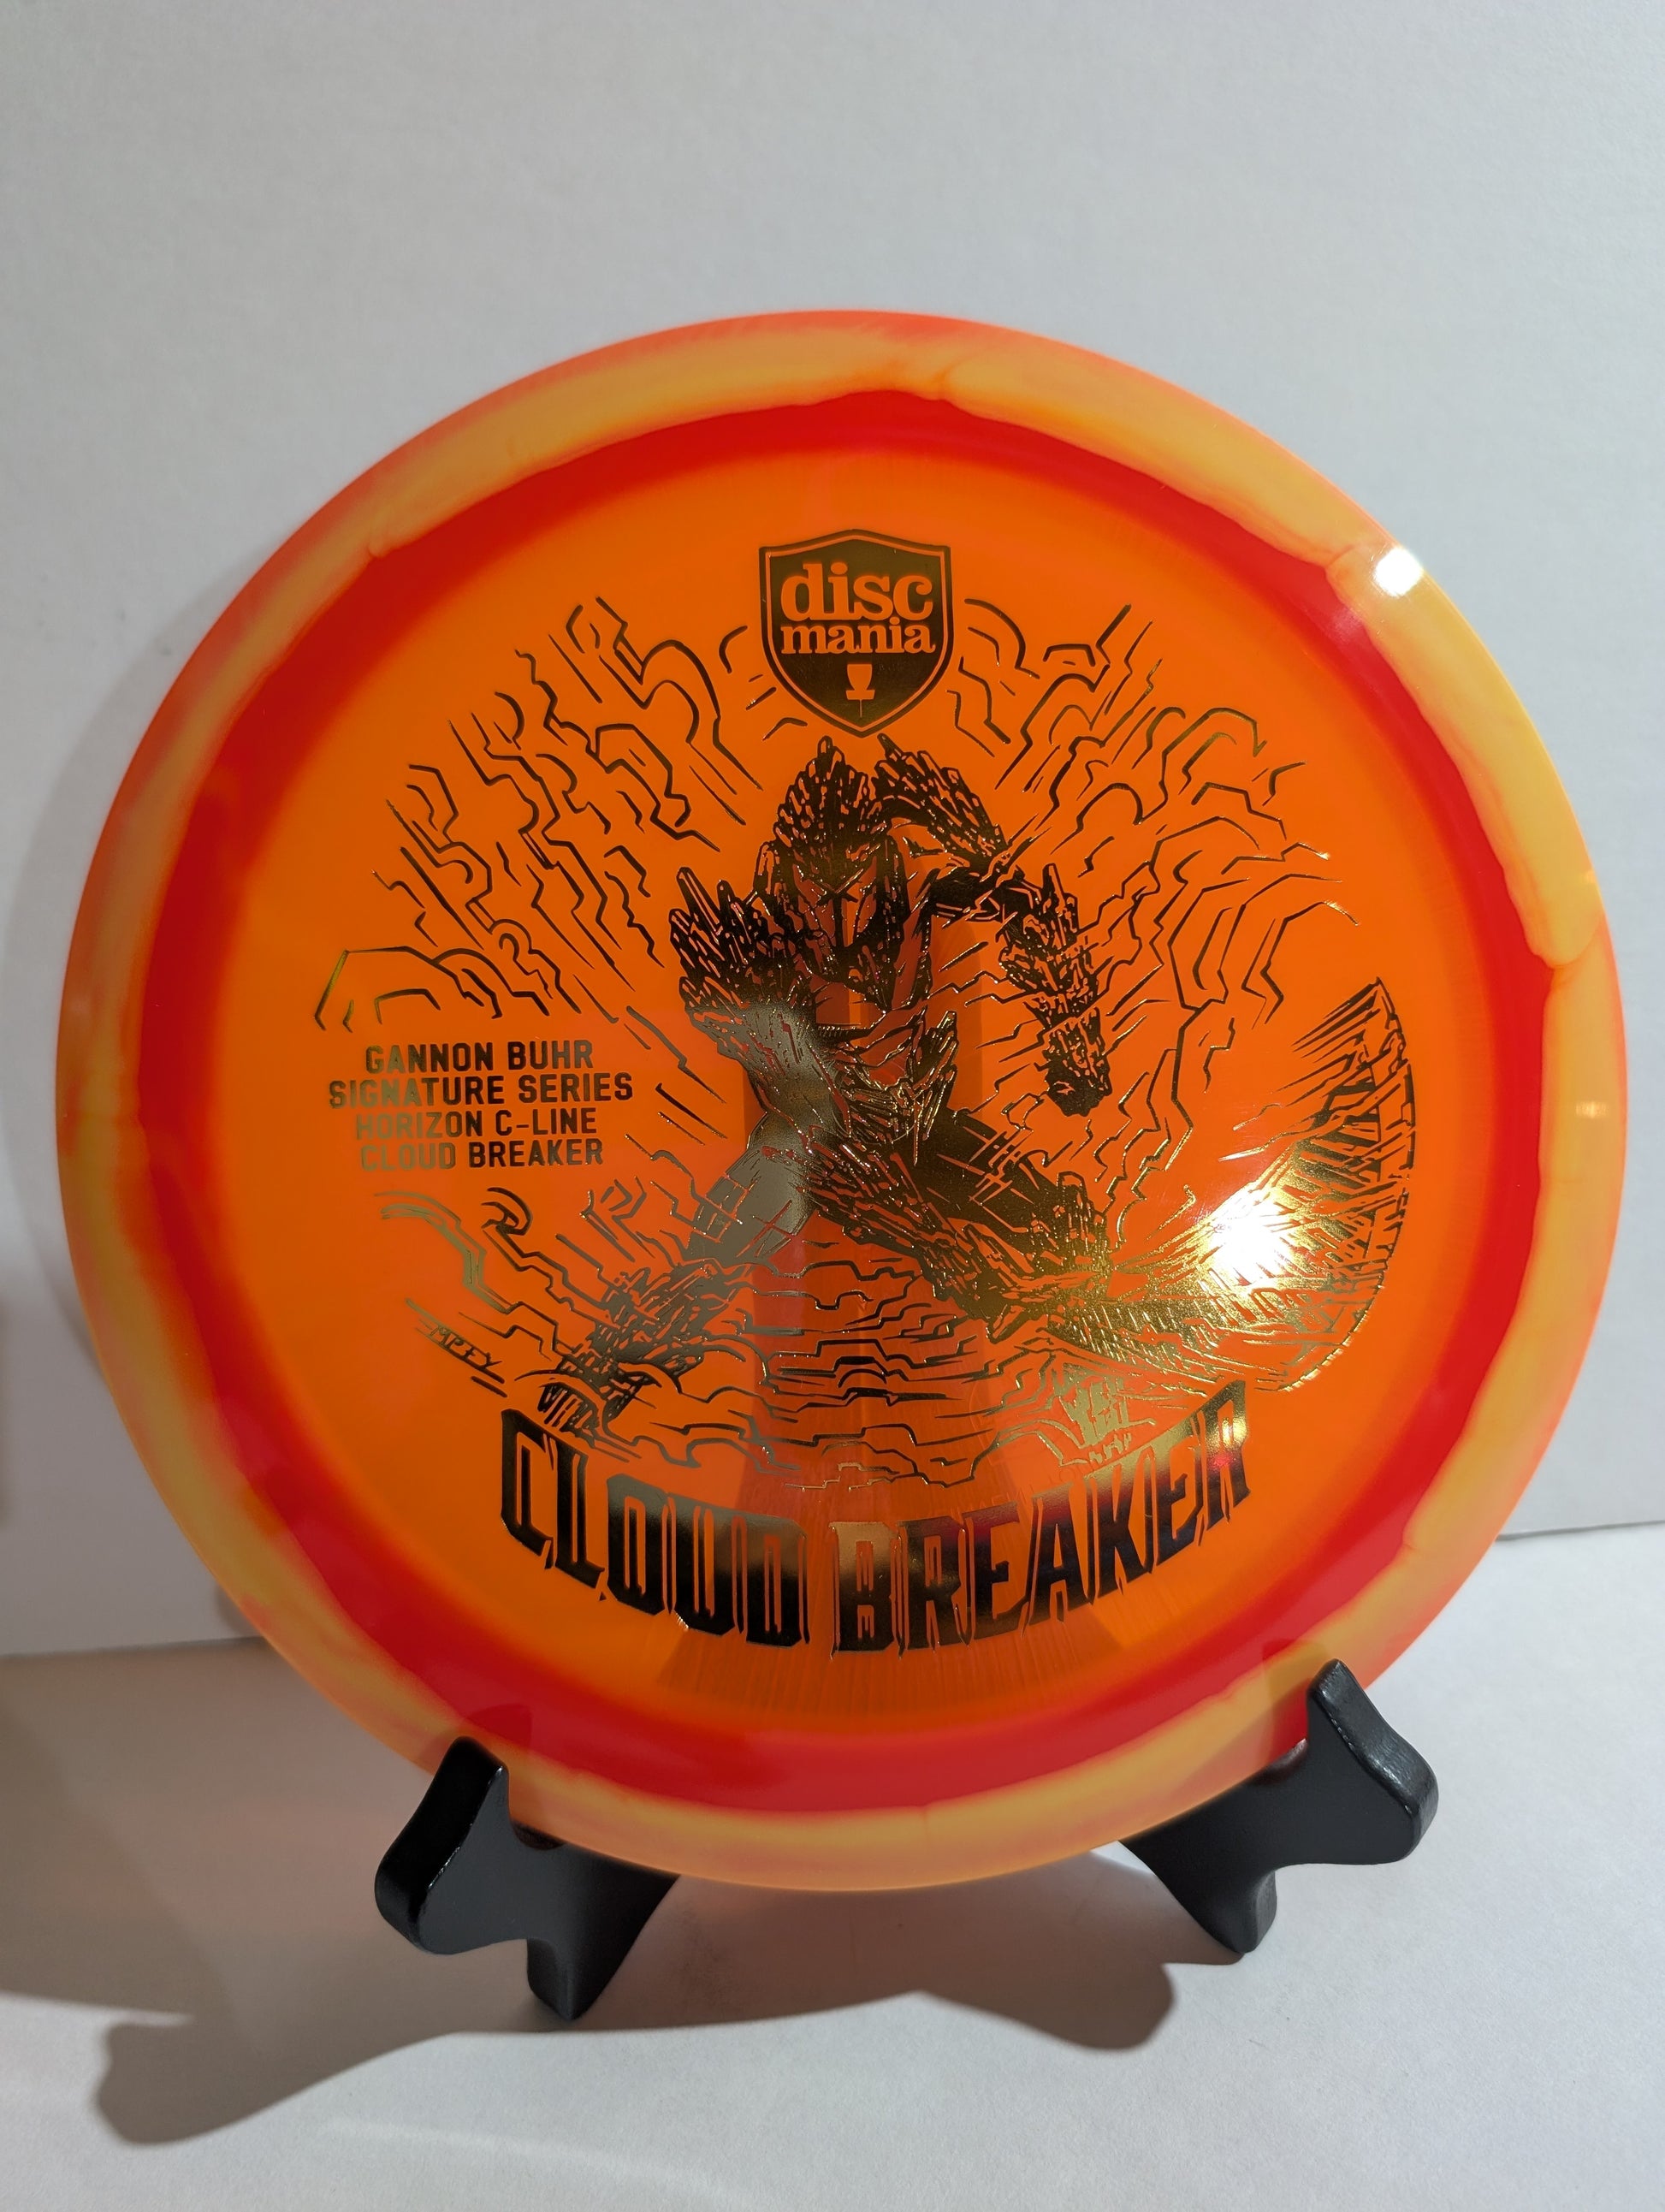 disc
mania
GANNON BUHR
SIGNATURE SERIES
HORIZON C-LINE
CLOUD BREAKER
CLOUD BREAKER